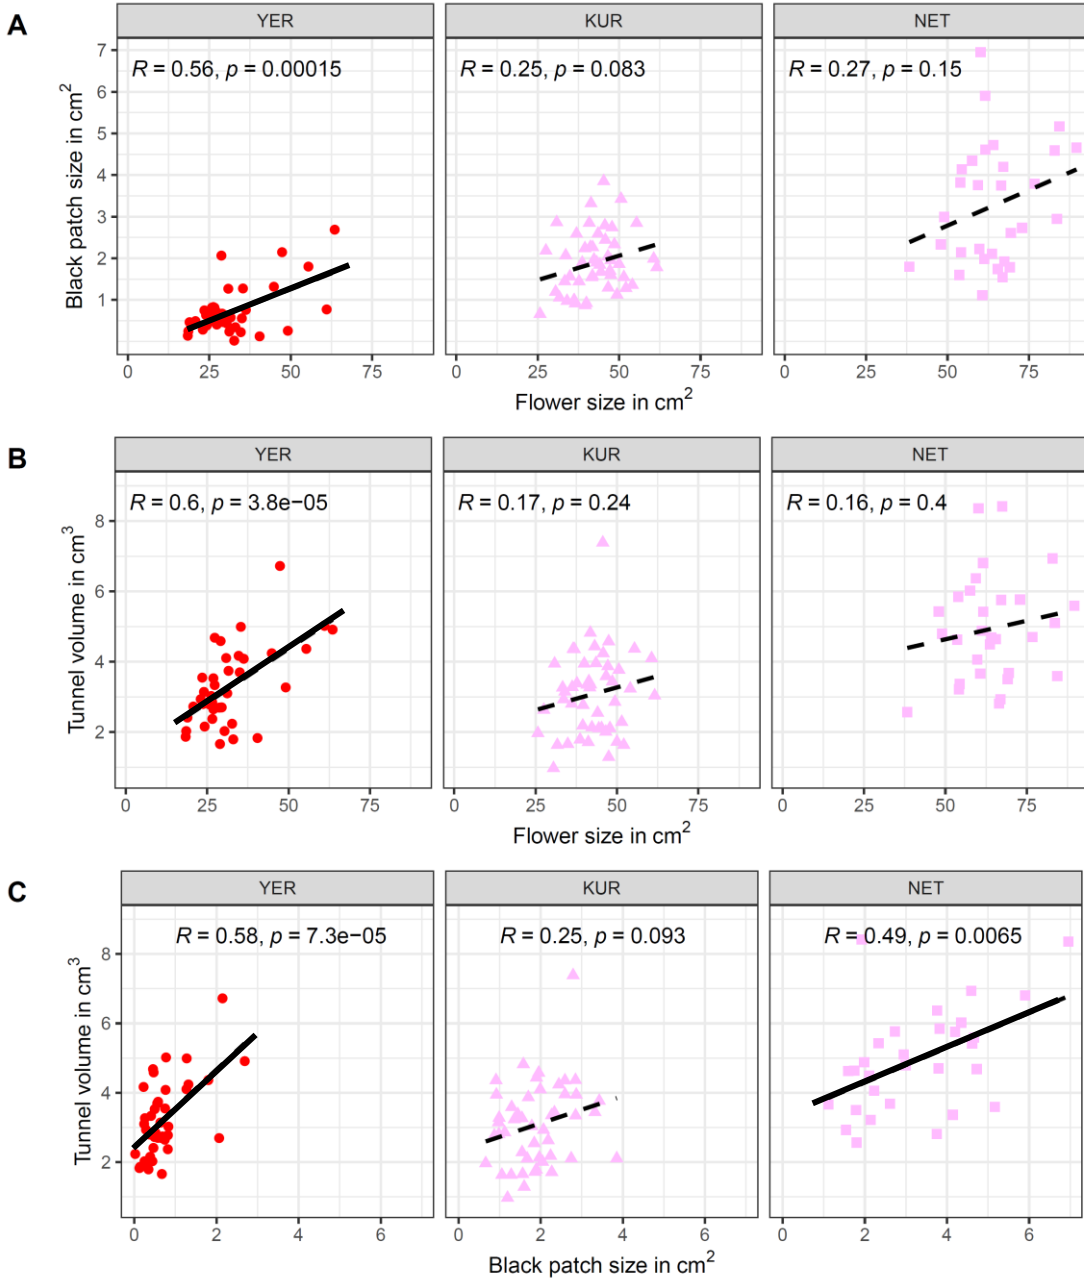 A
YER KUR NET
R = 0.56, p = 0.00015 R = 0.25, p = 0.083 R = 0.27, p = 0.15
Black patch size in cm²
7
6
5
4
3
2
1
0 25 50 75 0 25 50 75 0 25 50 75
Flower size in cm²
B
YER KUR NET
R = 0.6, p = 3.8e−05 R = 0.17, p = 0.24 R = 0.16, p = 0.4
Tunnel volume in cm³
8
6
4
2
0 25 50 75 0 25 50 75 0 25 50 75
Flower size in cm²
C
YER KUR NET
R = 0.58, p = 7.3e−05 R = 0.25, p = 0.093 R = 0.49, p = 0.0065
Tunnel volume in cm³
8
6
4
2
0 2 4 6 0 2 4 6 0 2 4 6
Black patch size in cm²